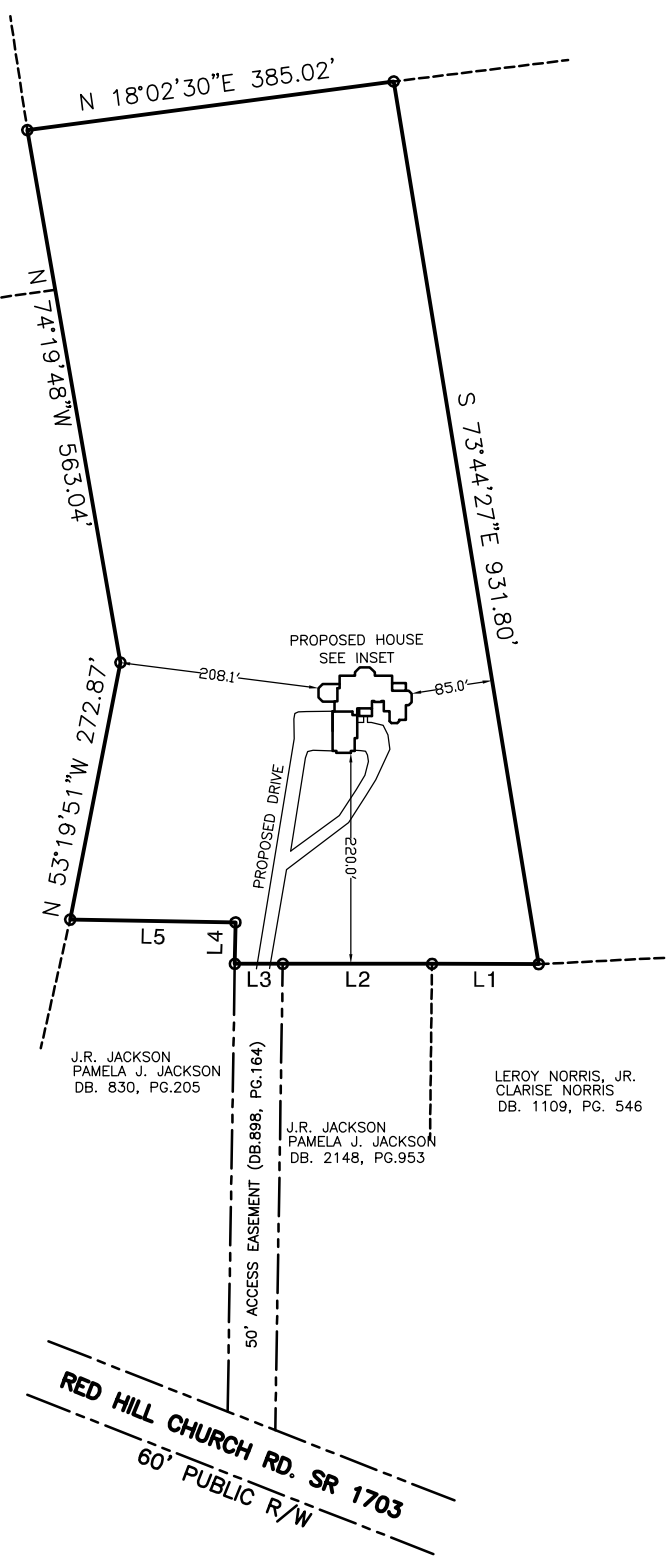 N 18°02'30"E 385.02'
N 74°19'48"W 563.04'
S 73°44'27"E 931.80'
PROPOSED HOUSE
SEE INSET
208.1'
85.0'
N 53°19'51"W 272.87'
PROPOSED DRIVE
220.0'
L5
L4
L3
L2
L1
J.R. JACKSON
PAMELA J. JACKSON
DB. 830, PG.205
50' ACCESS EASEMENT (DB.898, PG.164)
J.R. JACKSON
PAMELA J. JACKSON
DB. 2148, PG.953
LEROY NORRIS, JR.
CLARISE NORRIS
DB. 1109, PG. 546
RED HILL CHURCH RD. SR 1703
60' PUBLIC R/W